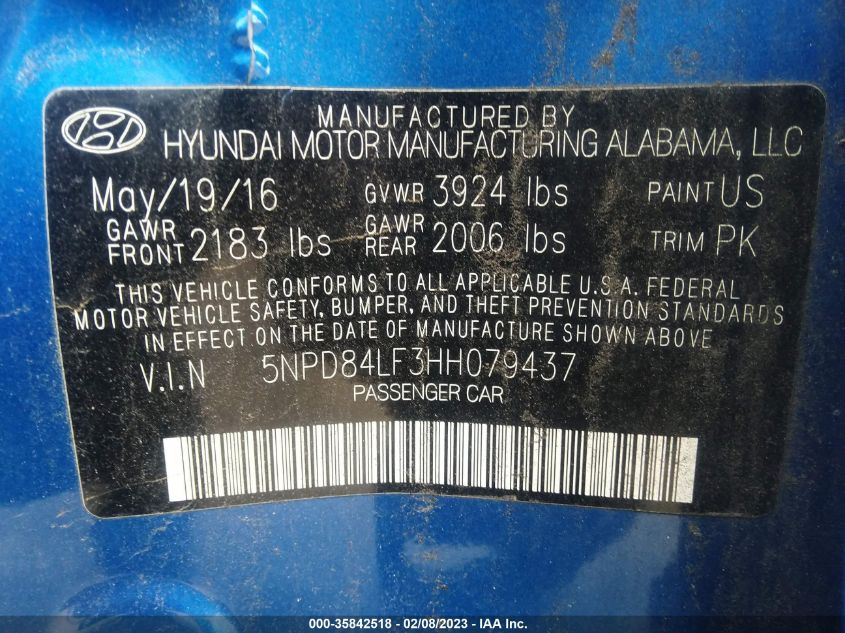 MANUFACTURED BY
HYUNDAI MOTOR MANUFACTURING ALABAMA, LLC
May/19/16 GVWR 3924 lbs PAINT US
GAWR FRONT 2183 lbs GAWR REAR 2006 lbs TRIM PK
THIS VEHICLE CONFORMS TO ALL APPLICABLE U.S.A. FEDERAL
MOTOR VEHICLE SAFETY, BUMPER, AND THEFT PREVENTION STANDARDS
IN EFFECT ON THE DATE OF MANUFACTURE SHOWN ABOVE
V.I.N 5NPD84LF3HH079437
PASSENGER CAR
000-35842518 - 02/08/2023 - IAA Inc.